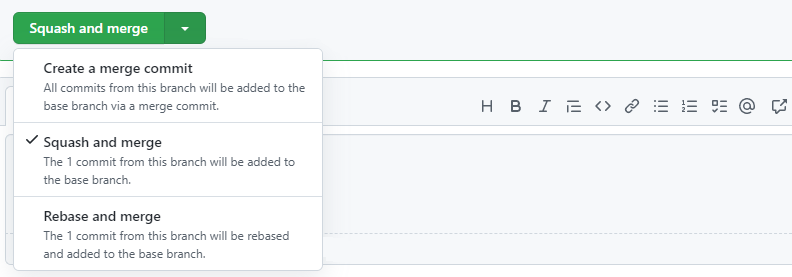 Squash and merge
Create a merge commit
All commits from this branch will be added to the
base branch via a merge commit.
Squash and merge
The 1 commit from this branch will be added to
the base branch.
Rebase and merge
The 1 commit from this branch will be rebased
and added to the base branch.